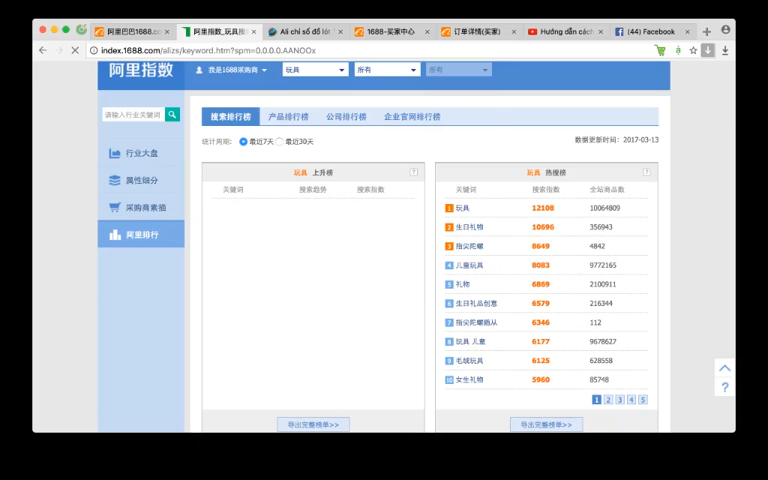 阿里巴巴1688.co
阿里指数_玩具搜
Ali chỉ số đồ lót
1688-买家中心
订单详情(买家)
Hướng dẫn cách
(44) Facebook
index.1688.com/alizs/keyword.htm?spm=0.0.0.0.AANOOx
阿里指数
我是1688采购商
玩具
所有
所有
请输入行业关键词
行业大盘
属性细分
采购商素描
阿里排行
搜索排行榜 产品排行榜 公司排行榜 企业官网排行榜
统计周期: 最近7天 最近30天
数据更新时间: 2017-03-13
玩具 上升榜 ?
关键词 搜索趋势 搜索指数
导出完整榜单>>
玩具 热搜榜 ?
关键词 搜索指数 全站商品数
1 玩具 12108 10064809
2 生日礼物 10696 356943
3 指尖陀螺 8649 4842
4 儿童玩具 8083 9772165
5 礼物 6869 2100911
6 生日礼品创意 6579 216344
7 指尖陀螺 6346 112
8 玩具 儿童 6177 9678627
9 毛绒玩具 6125 628558
10 女生礼物 5960 85748
1 2 3 4 5
导出完整榜单>>
?